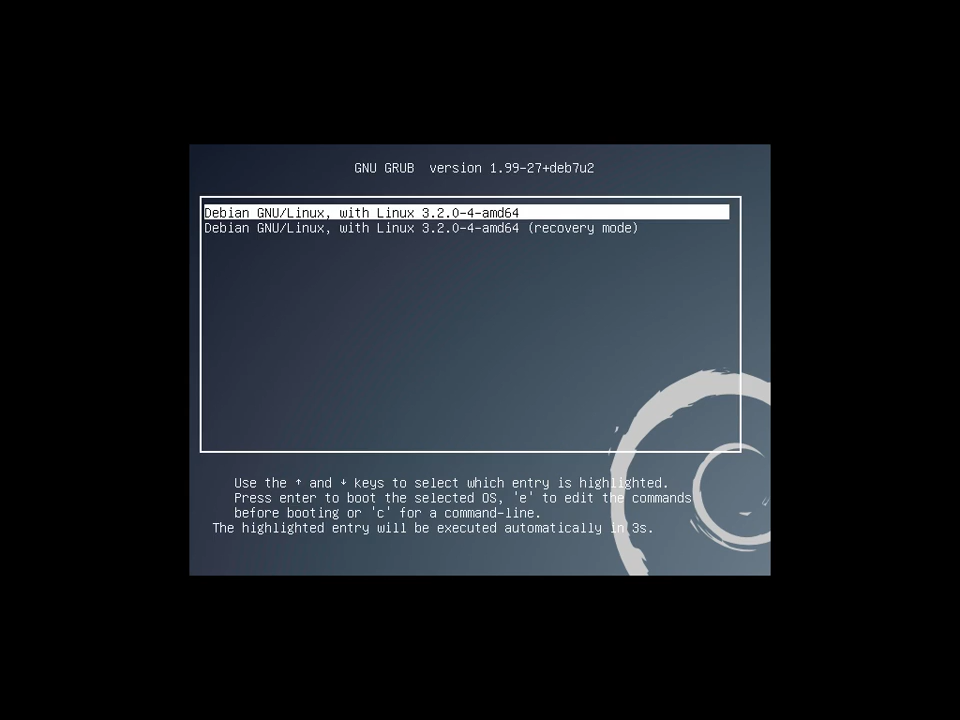 GNU GRUB  version 1.99-27+deb7u2
Debian GNU/Linux, with Linux 3.2.0-4-amd64
Debian GNU/Linux, with Linux 3.2.0-4-amd64 (recovery mode)
Use the ↑ and ↓ keys to select which entry is highlighted.
Press enter to boot the selected OS, 'e' to edit the commands
before booting or 'c' for a command-line.
The highlighted entry will be executed automatically in 3s.